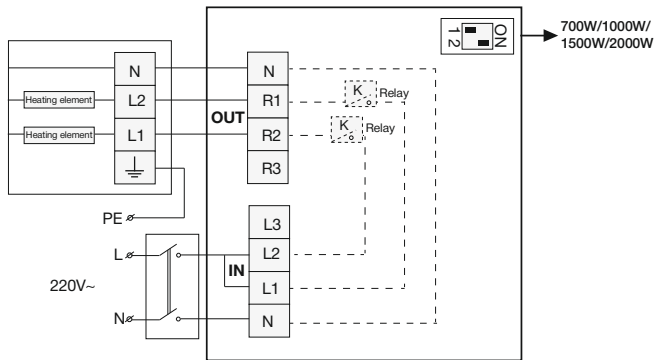 1 2
ON
700W/1000W/
1500W/2000W
N
L2
L1
Heating element
Heating element
OUT
N
R1
R2
R3
K
Relay
K
Relay
PE
L
220V~
N
IN
L3
L2
L1
N